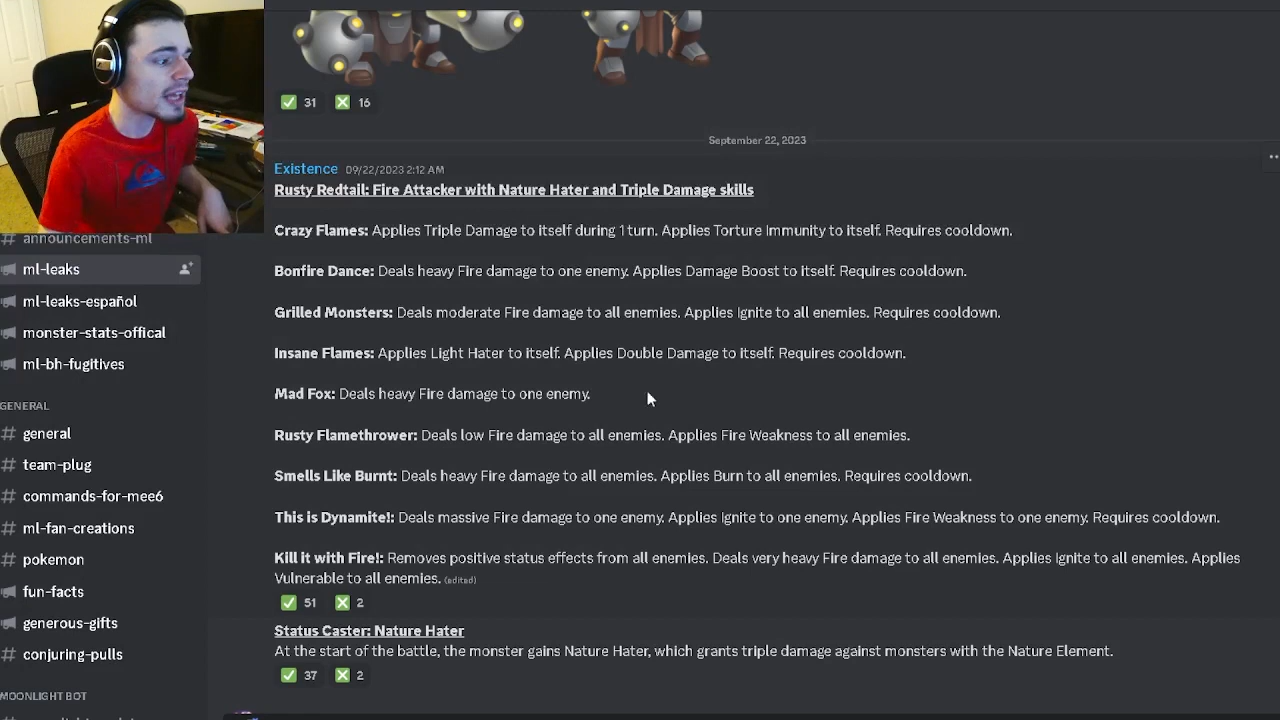 31 16
September 22, 2023
Existence 09/22/2023 2:12 AM
Rusty Redtail: Fire Attacker with Nature Hater and Triple Damage skills
Crazy Flames: Applies Triple Damage to itself during 1 turn. Applies Torture Immunity to itself. Requires cooldown.
Bonfire Dance: Deals heavy Fire damage to one enemy. Applies Damage Boost to itself. Requires cooldown.
Grilled Monsters: Deals moderate Fire damage to all enemies. Applies Ignite to all enemies. Requires cooldown.
Insane Flames: Applies Light Hater to itself. Applies Double Damage to itself. Requires cooldown.
Mad Fox: Deals heavy Fire damage to one enemy.
Rusty Flamethrower: Deals low Fire damage to all enemies. Applies Fire Weakness to all enemies.
Smells Like Burnt: Deals heavy Fire damage to all enemies. Applies Burn to all enemies. Requires cooldown.
This is Dynamite!: Deals massive Fire damage to one enemy. Applies Ignite to one enemy. Applies Fire Weakness to one enemy. Requires cooldown.
Kill it with Fire!: Removes positive status effects from all enemies. Deals very heavy Fire damage to all enemies. Applies Ignite to all enemies. Applies
Vulnerable to all enemies. (edited)
51 2
Status Caster: Nature Hater
At the start of the battle, the monster gains Nature Hater, which grants triple damage against monsters with the Nature Element.
37 2
# announcements-ml
ml-leaks
ml-leaks-español
monster-stats-offical
ml-bh-fugitives
GENERAL
# general
# team-plug
# commands-for-mee6
# ml-fan-creations
# pokemon
fun-facts
generous-gifts
# conjuring-pulls
MOONLIGHT BOT